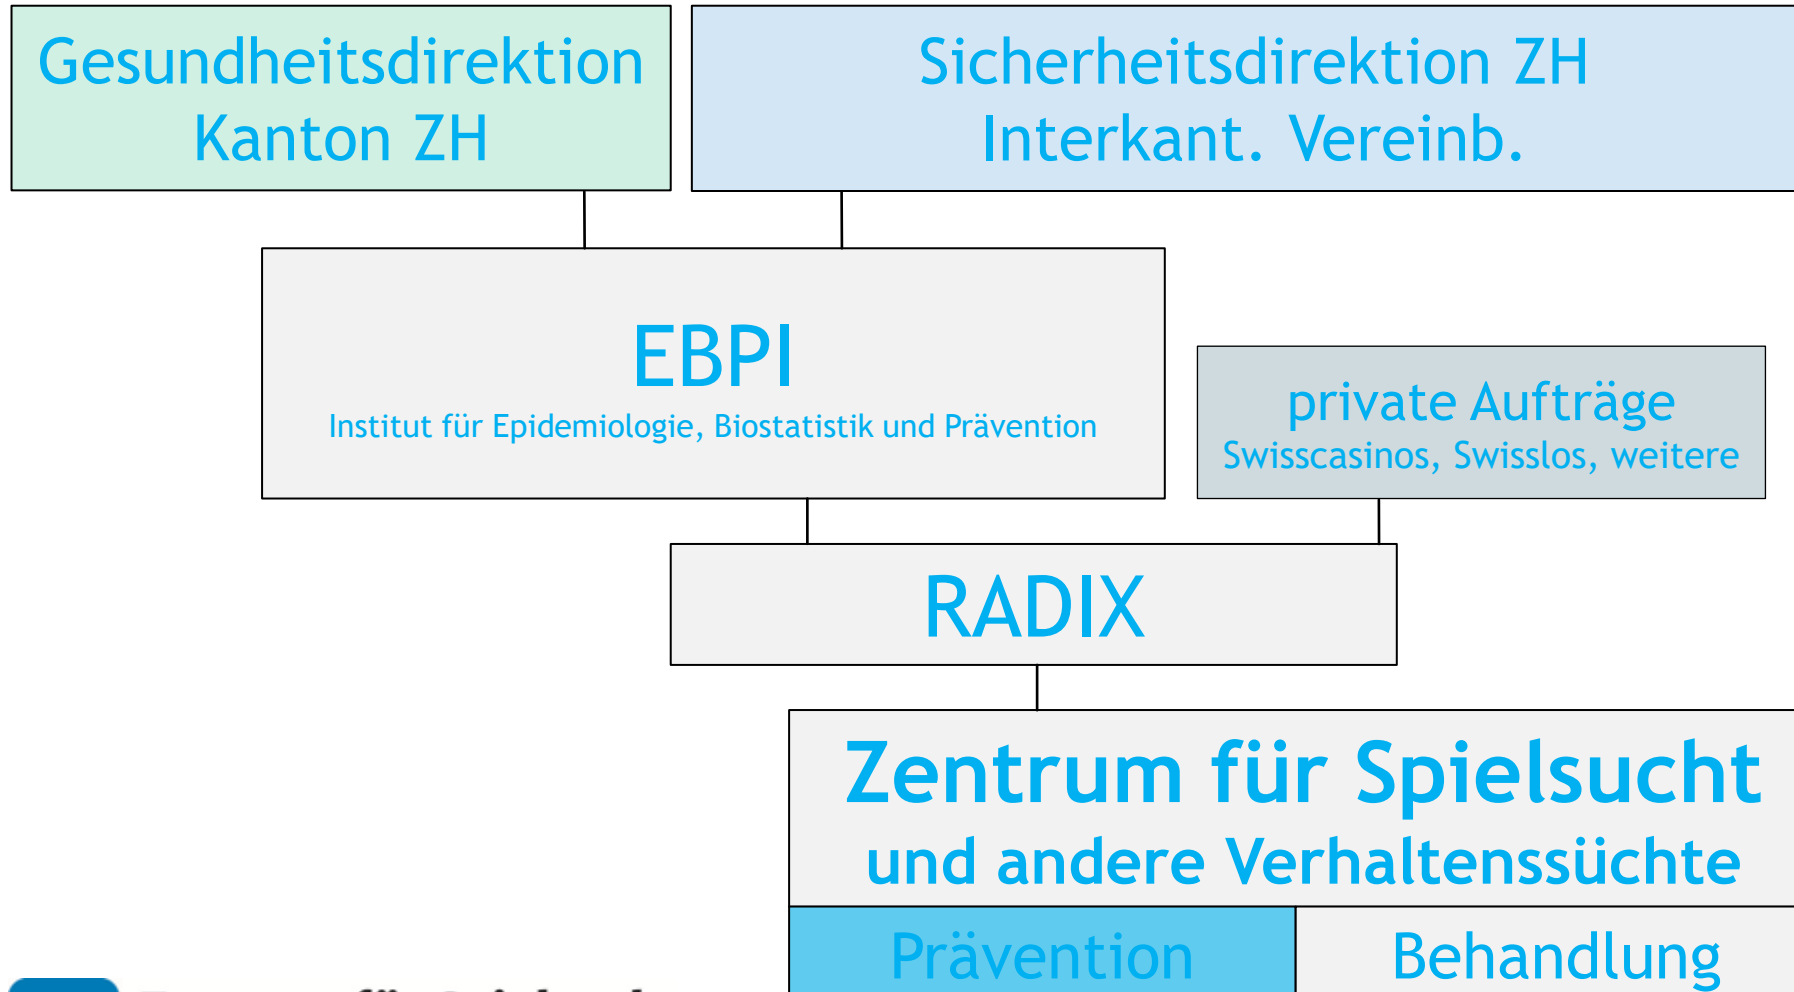 Gesundheitsdirektion
Kanton ZH
Sicherheitsdirektion ZH
Interkant. Vereinb.
EBPI
Institut für Epidemiologie, Biostatistik und Prävention
private Aufträge
Swisscasinos, Swisslos, weitere
RADIX
Zentrum für Spielsucht
und andere Verhaltenssüchte
Prävention
Behandlung